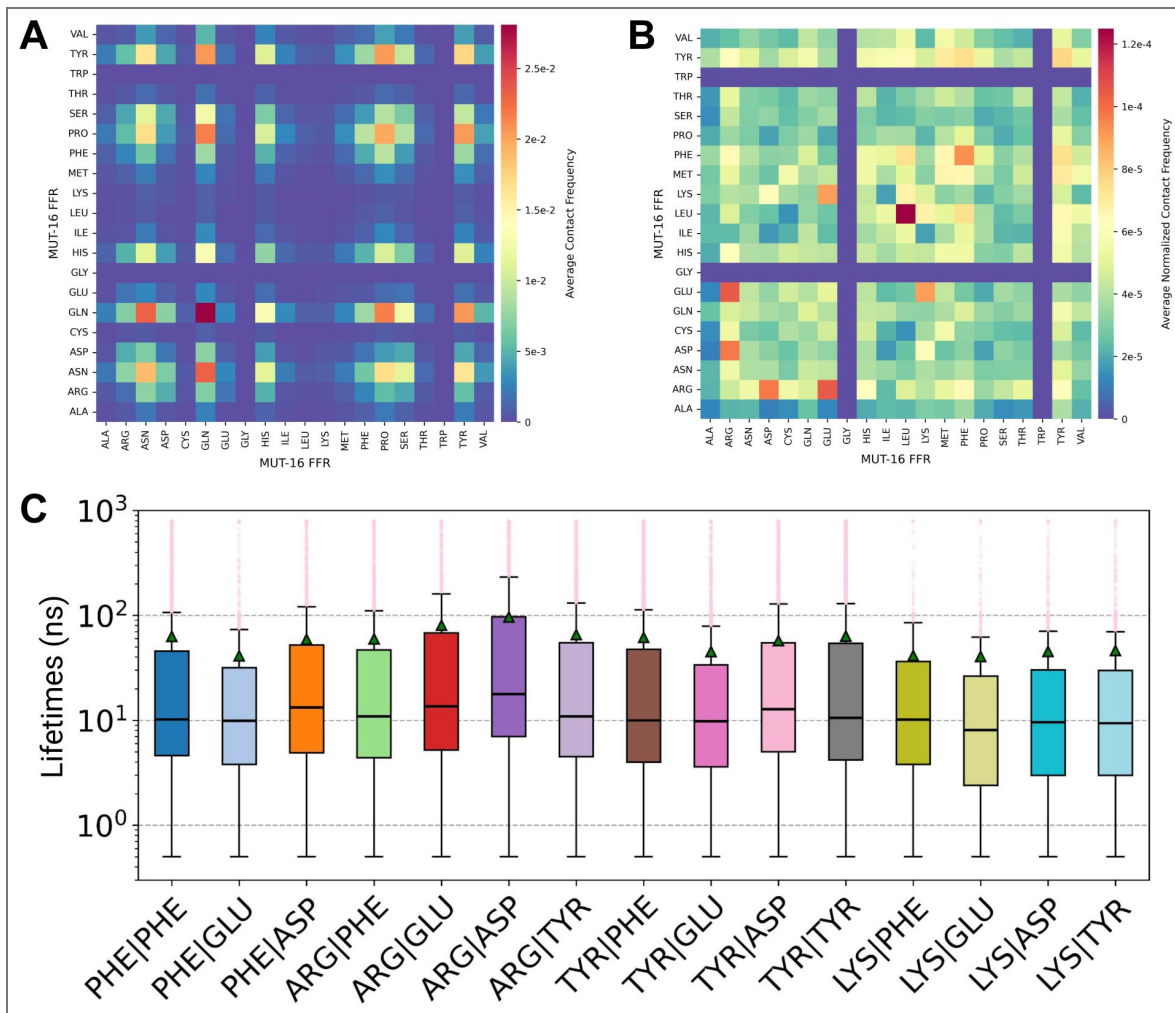 A
VAL
TYR
TRP
THR
SER
PRO
PHE
MET
LYS
LEU
ILE
HIS
GLY
GLU
GLN
CYS
ASP
ASN
ARG
ALA
MUT-16 FFR
ALA
ARG
ASN
ASP
CYS
GLN
GLU
GLY
HIS
ILE
LEU
LYS
MET
PHE
PRO
SER
THR
TRP
TYR
VAL
MUT-16 FFR
2.5e-2
2e-2
1.5e-2
1e-2
5e-3
0
Average Contact Frequency
B
VAL
TYR
TRP
THR
SER
PRO
PHE
MET
LYS
LEU
ILE
HIS
GLY
GLU
GLN
CYS
ASP
ASN
ARG
ALA
MUT-16 FFR
ALA
ARG
ASN
ASP
CYS
GLN
GLU
GLY
HIS
ILE
LEU
LYS
MET
PHE
PRO
SER
THR
TRP
TYR
VAL
MUT-16 FFR
1.2e-4
1e-4
8e-5
6e-5
4e-5
2e-5
0
Average Normalized Contact Frequency
C
Lifetimes (ns)
10³
10²
10¹
10⁰
PHE|PHE
PHE|GLU
PHE|ASP
ARG|PHE
ARG|GLU
ARG|ASP
ARG|TYR
TYR|PHE
TYR|GLU
TYR|ASP
TYR|TYR
LYS|PHE
LYS|GLU
LYS|ASP
LYS|TYR